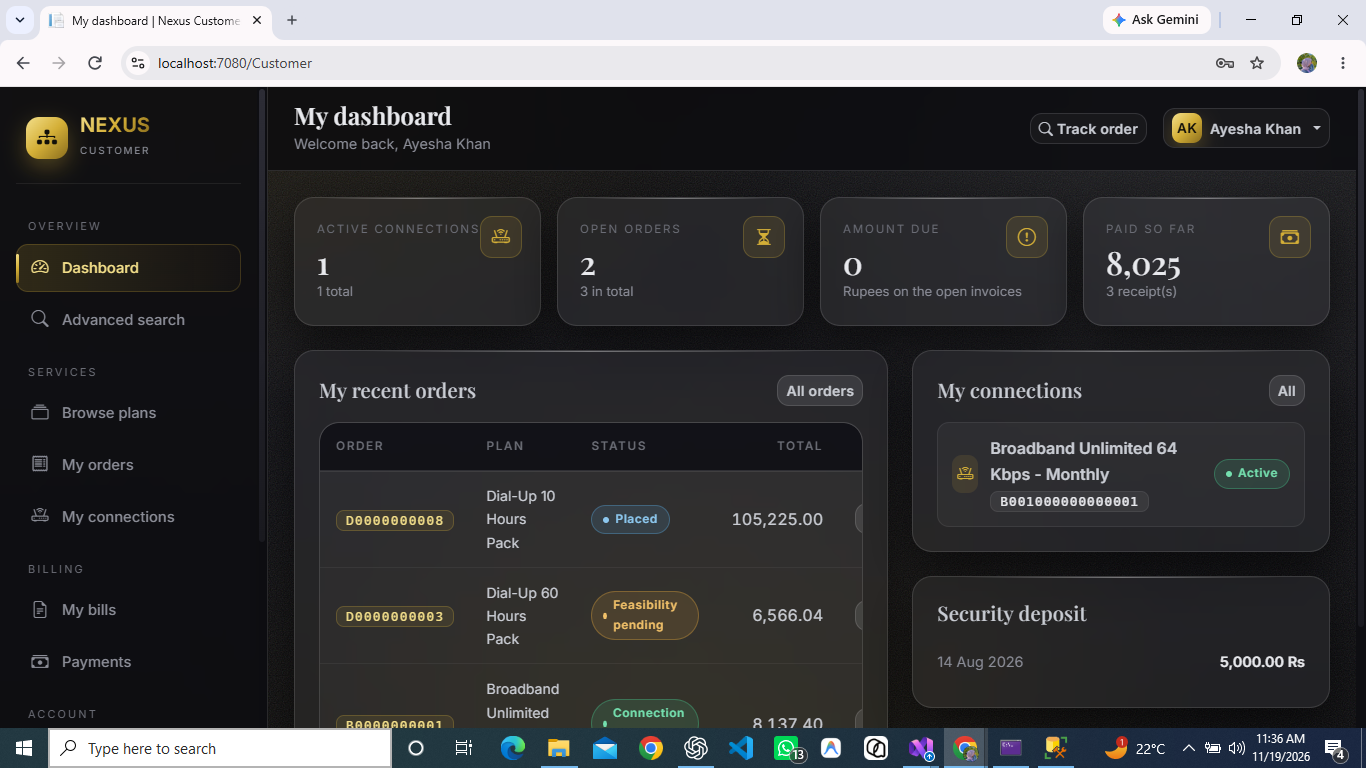 My dashboard | Nexus Custome
Ask Gemini
localhost:7080/Customer
NEXUS
CUSTOMER
OVERVIEW
Dashboard
Advanced search
SERVICES
Browse plans
My orders
My connections
BILLING
My bills
Payments
ACCOUNT
My dashboard
Welcome back, Ayesha Khan
Track order
AK
Ayesha Khan
ACTIVE CONNECTIONS
1
1 total
OPEN ORDERS
2
3 in total
AMOUNT DUE
0
Rupees on the open invoices
PAID SO FAR
8,025
3 receipt(s)
My recent orders
All orders
ORDER PLAN STATUS TOTAL
D0000000008
Dial-Up 10
Hours
Pack
Placed
105,225.00
D0000000003
Dial-Up 60
Hours
Pack
Feasibility
pending
6,566.04
B0000000001
Broadband
Unlimited
Connection
8,137.40
My connections
All
Broadband Unlimited 64
Kbps - Monthly
B001000000000001
Active
Security deposit
14 Aug 2026
5,000.00 Rs
Type here to search
13
1
22°C
11:36 AM
11/19/2026
4